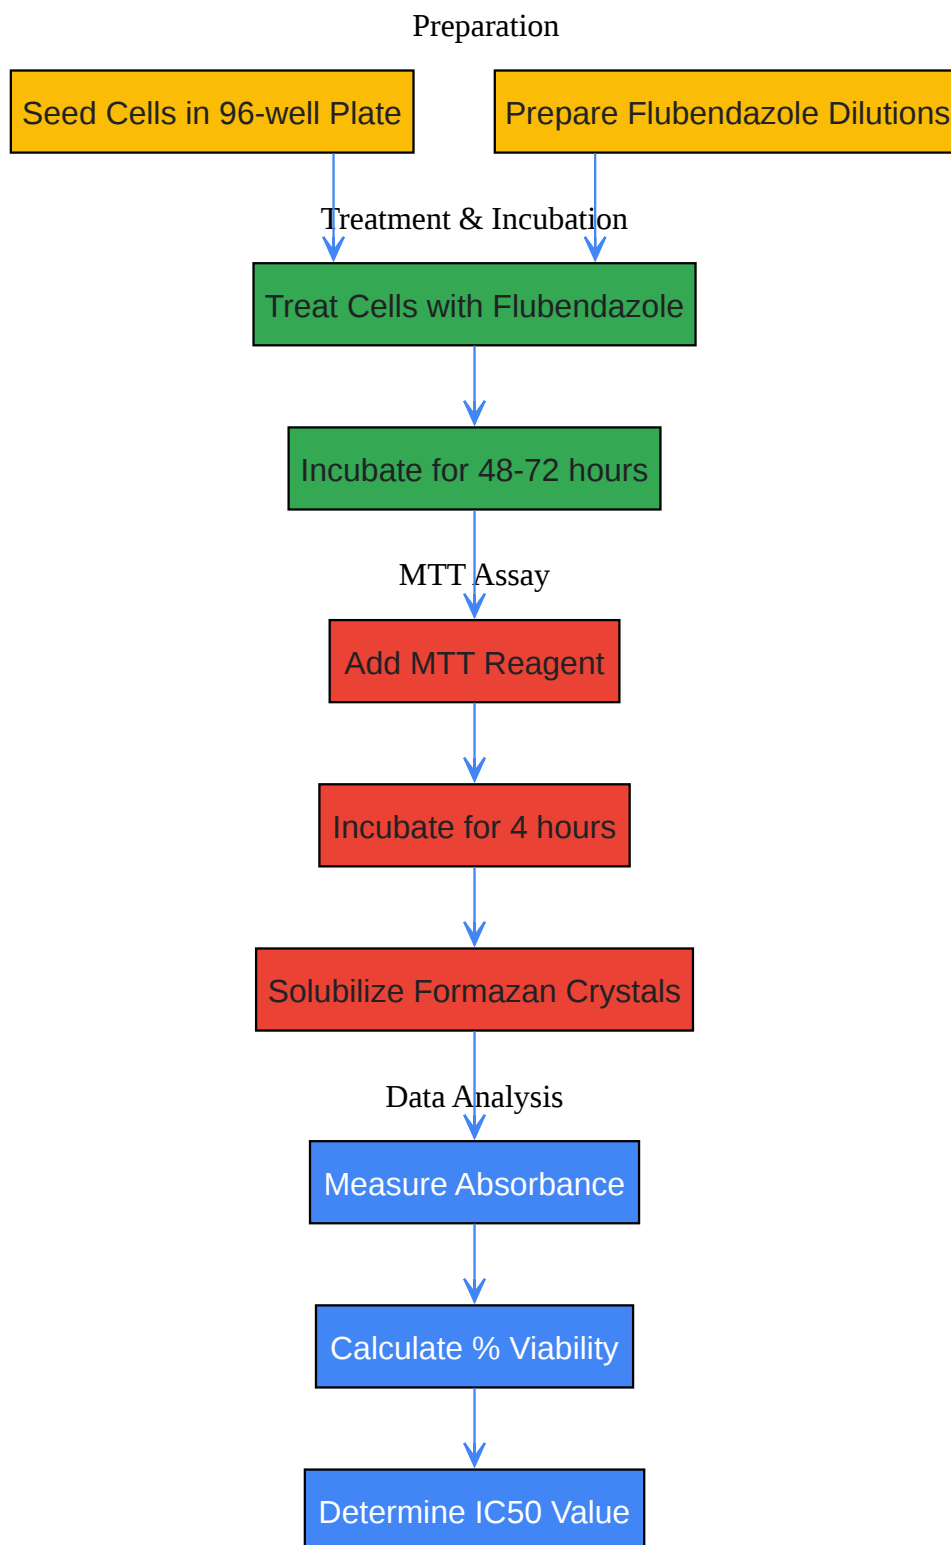 Preparation
Seed Cells in 96-well Plate
Prepare Flubendazole Dilutions
Treatment & Incubation
Treat Cells with Flubendazole
Incubate for 48-72 hours
MTT Assay
Add MTT Reagent
Incubate for 4 hours
Solubilize Formazan Crystals
Data Analysis
Measure Absorbance
Calculate % Viability
Determine IC50 Value